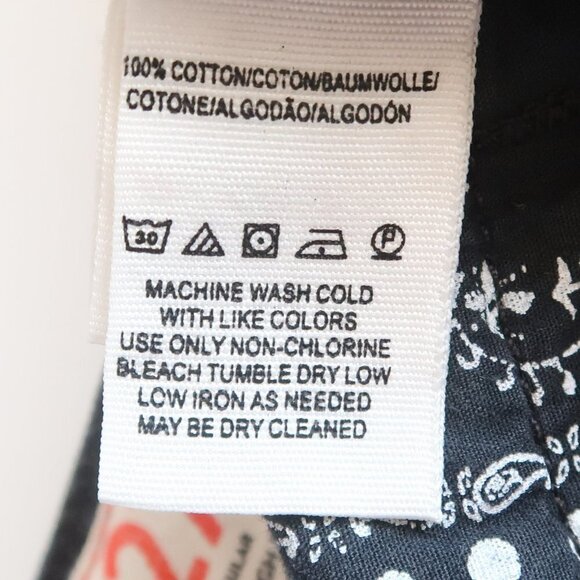 100% COTTON/COTON/BAUMWOLLE/
COTONE/ALGODÃO/ALGODÓN
30 P
MACHINE WASH COLD
WITH LIKE COLORS
USE ONLY NON-CHLORINE
BLEACH TUMBLE DRY LOW
LOW IRON AS NEEDED
MAY BE DRY CLEANED